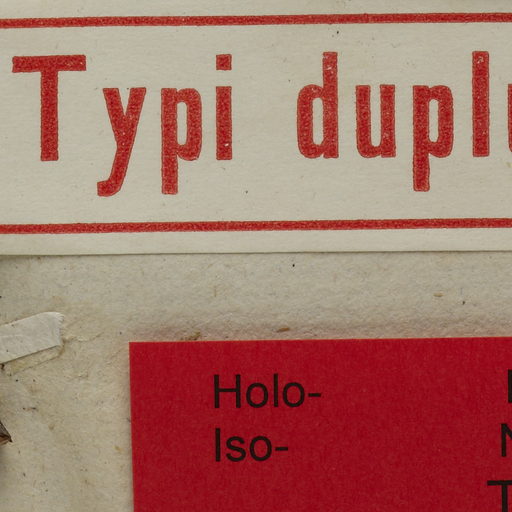 Typi dupl
Holo-
Iso-